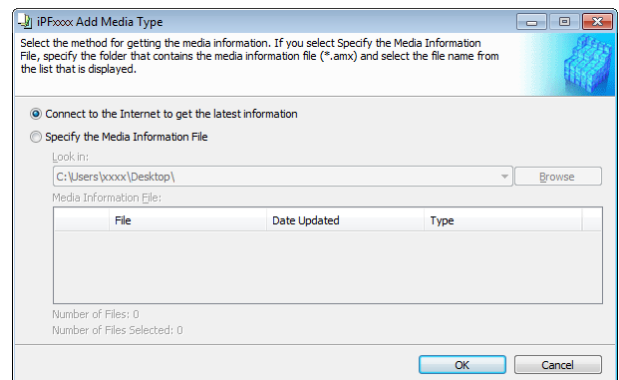 iPFxxxx Add Media Type
Select the method for getting the media information. If you select Specify the Media Information
File, specify the folder that contains the media information file (*.amx) and select the file name from
the list that is displayed.
Connect to the Internet to get the latest information
Specify the Media Information File
Look in:
C:\Users\xxxx\Desktop\ Browse
Media Information File:
File Date Updated Type
Number of Files: 0
Number of Files Selected: 0
OK Cancel